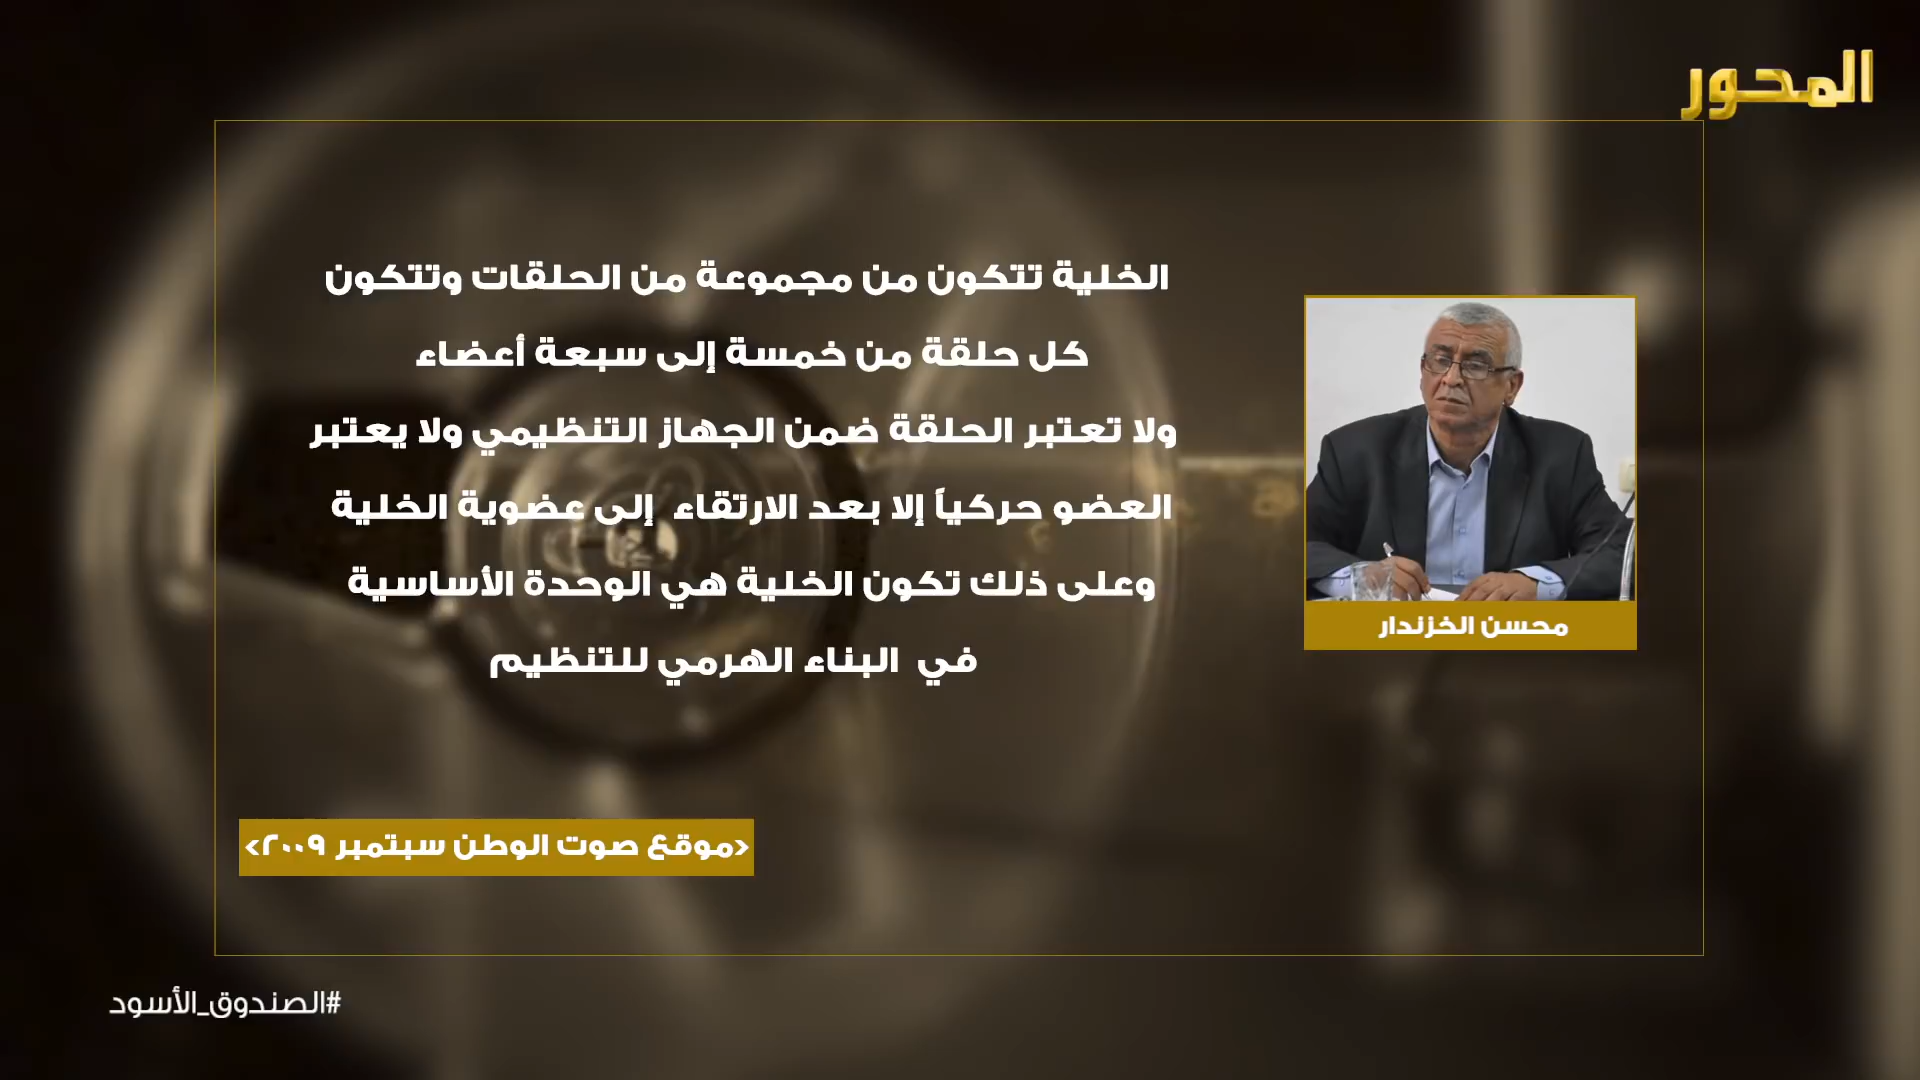 المحور
الخلية تتكون من مجموعة من الحلقات وتتكون
كل حلقة من خمسة إلى سبعة أعضاء
ولا تعتبر الحلقة ضمن الجهاز التنظيمي ولا يعتبر
العضو حركياً إلا بعد الارتقاء إلى عضوية الخلية
وعلى ذلك تكون الخلية هي الوحدة الأساسية
في البناء الهرمي للتنظيم
محسن الخزندار
<موقع صوت الوطن سبتمبر ٢٠٠٩>
#الصندوق_الأسود